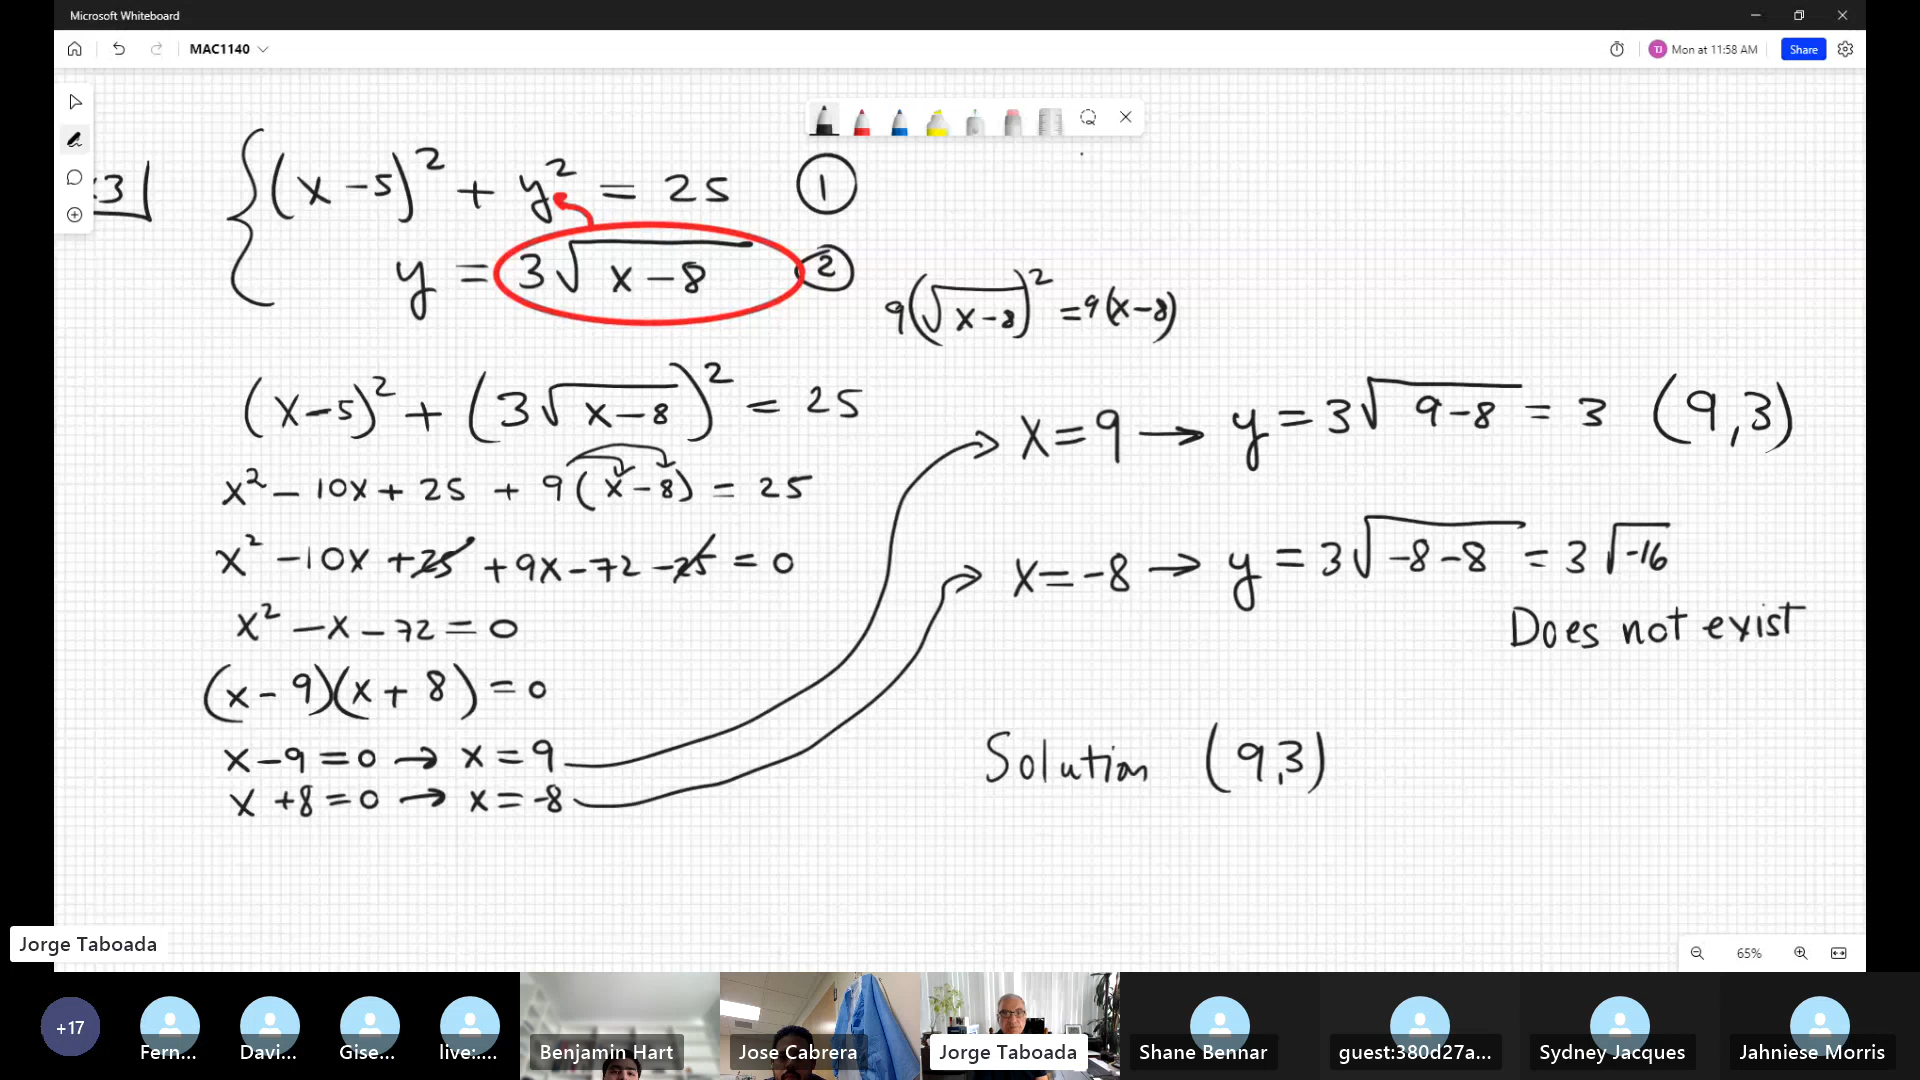 Microsoft Whiteboard
MAC1140
TJ Mon at 11:58 AM Share
3
(x-5)² + y² = 25 ①
y = 3√(x-8) ②
9(√(x-8))² = 9(x-8)
(x-5)² + (3√(x-8))² = 25
x² - 10x + 25 + 9(x-8) = 25
x² - 10x + 25 + 9x - 72 - 25 = 0
x² - x - 72 = 0
(x-9)(x+8) = 0
x-9=0 → x=9
x+8=0 → x=-8
x=9 → y = 3√(9-8) = 3 (9,3)
x=-8 → y = 3√(-8-8) = 3√-16
Does not exist
Solution (9,3)
65%
Jorge Taboada
+17
Fern...
Davi...
Gise...
live:....
Benjamin Hart
Jose Cabrera
Jorge Taboada
Shane Bennar
guest:380d27a...
Sydney Jacques
Jahniese Morris